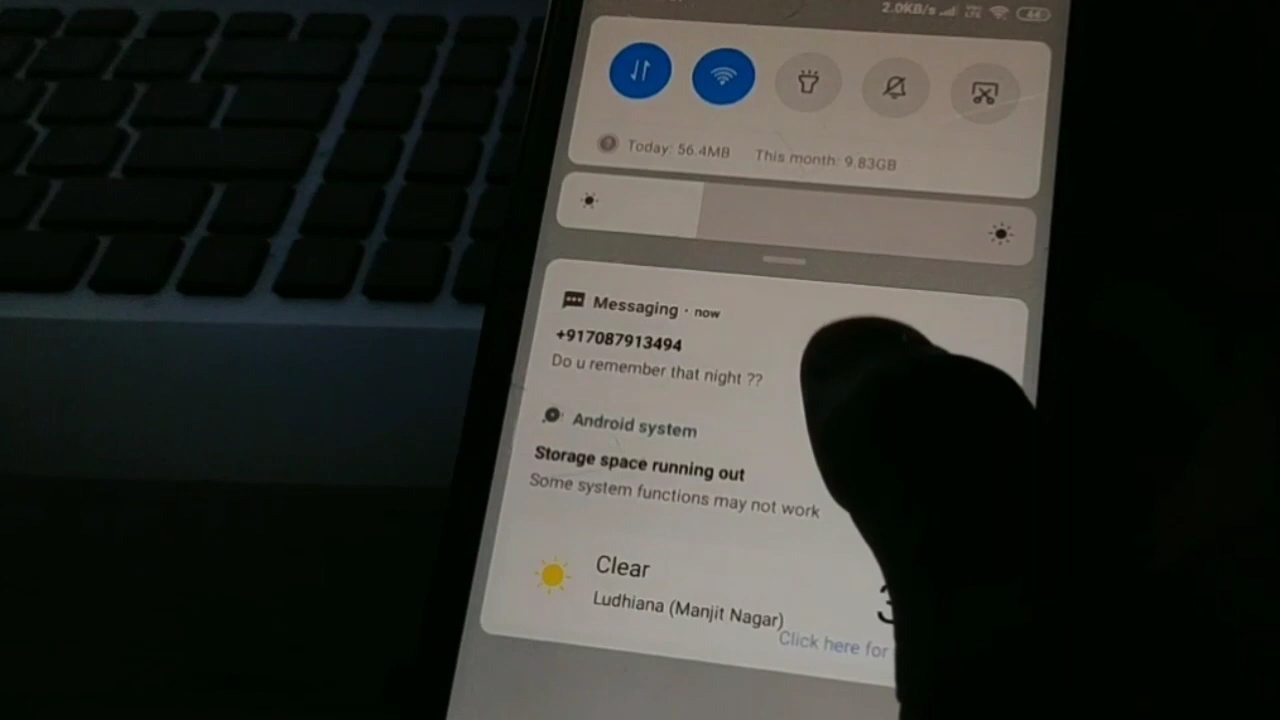 2.0KB/s 44
Today: 56.4MB This month: 9.83GB
Messaging · now
+917087913494
Do u remember that night ??
Android system
Storage space running out
Some system functions may not work
Clear
Ludhiana (Manjit Nagar)
Click here for